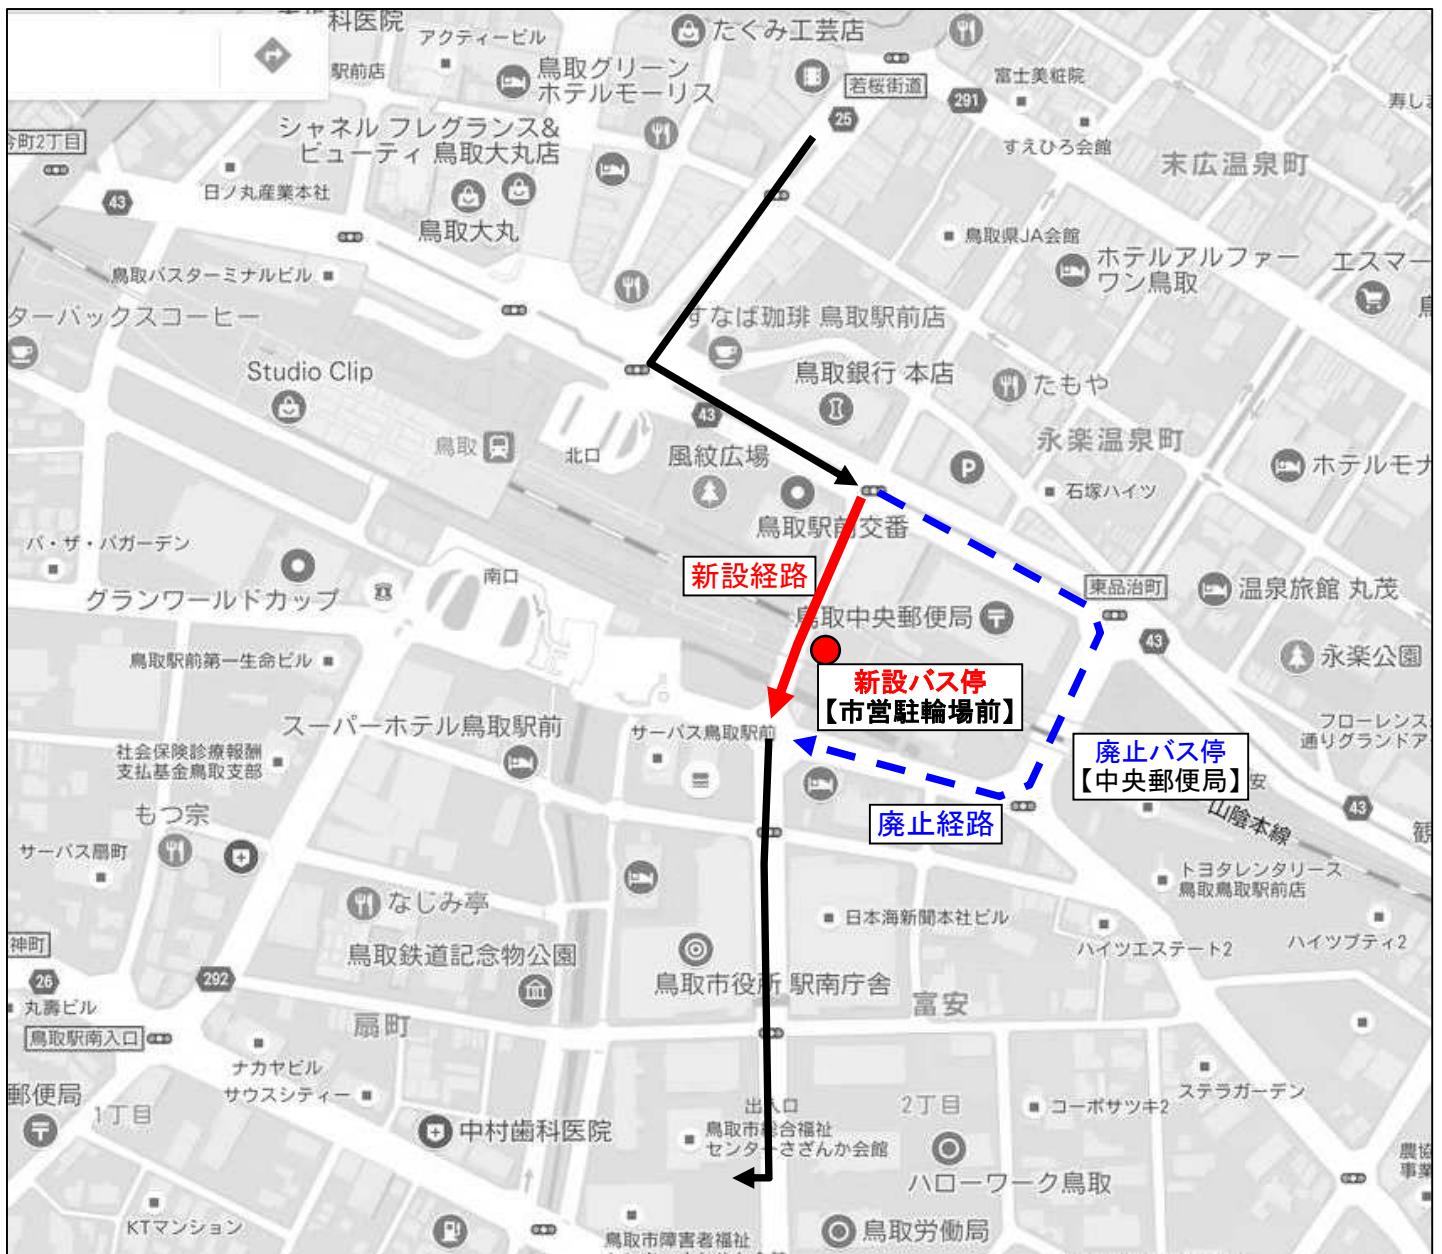 歯科医院
アクティービル
駅前店
たくみ工芸店
鳥取グリーン
ホテルモーリス
若桜街道
291
富士美粧院
25
すえひろ会館
末広温泉町
寿し
今町2丁目
シャネル フレグランス&
ビューティ 鳥取大丸店
日ノ丸産業本社
43
鳥取大丸
鳥取県JA会館
ホテルアルファー
ワン鳥取
エスマー
鳥取バスターミナルビル
ターバックスコーヒー
すなば珈琲 鳥取駅前店
Studio Clip
鳥取銀行 本店
たもや
43
永楽温泉町
鳥取
北口
風紋広場
P
ホテルモナ
石塚ハイツ
鳥取駅前交番
バ・ザ・バガーデン
新設経路
南口
グランワールドカップ
東品治町
温泉旅館 丸茂
鳥取中央郵便局
43
永楽公園
鳥取駅前第一生命ビル
新設バス停
【市営駐輪場前】
スーパーホテル鳥取駅前
サーパス鳥取駅前
フローレンス
通りグランドア
社会保険診療報酬
支払基金鳥取支部
廃止バス停
【中央郵便局】
安
もつ宗
廃止経路
山陰本線
43
観
サーパス扇町
トヨタレンタリース
鳥取鳥取駅前店
なじみ亭
日本海新聞本社ビル
ハイツエステート2
ハイツプティ2
神町
鳥取鉄道記念物公園
26
292
鳥取市役所 駅南庁舎
富安
丸壽ビル
扇町
鳥取駅南入口
ナカヤビル
サウスシティー
郵便局
1丁目
出入口
2丁目
コーポサツキ2
ステラガーデン
中村歯科医院
鳥取市総合福祉
センターさざんか会館
農協
事業
ハローワーク鳥取
KTマンション
鳥取市障害者福祉
鳥取労働局